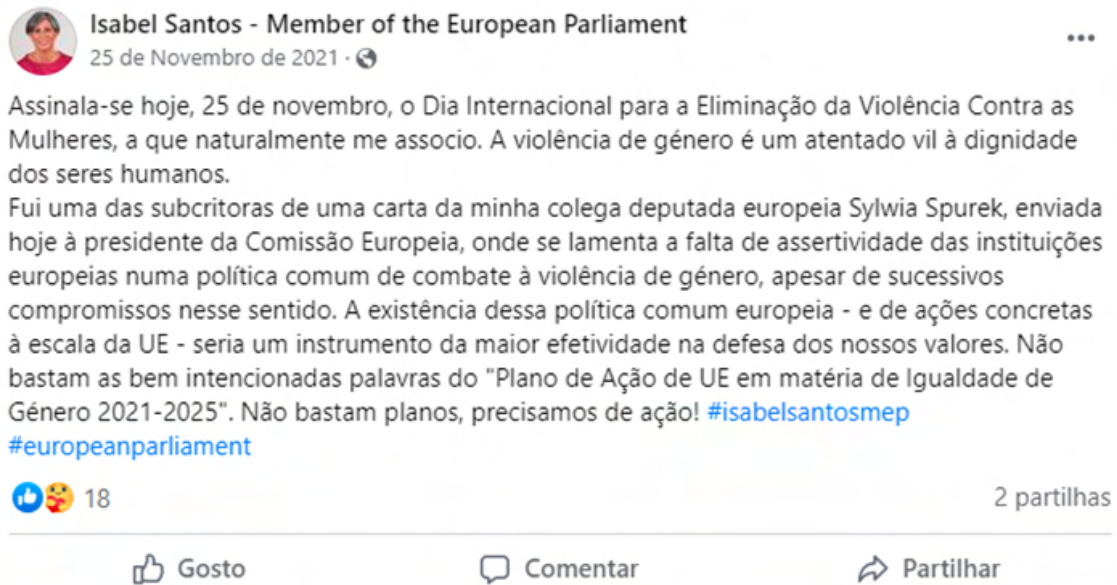 Isabel Santos - Member of the European Parliament
25 de Novembro de 2021 ·
Assinala-se hoje, 25 de novembro, o Dia Internacional para a Eliminação da Violência Contra as
Mulheres, a que naturalmente me associo. A violência de género é um atentado vil à dignidade
dos seres humanos.
Fui uma das subcritoras de uma carta da minha colega deputada europeia Sylwia Spurek, enviada
hoje à presidente da Comissão Europeia, onde se lamenta a falta de assertividade das instituições
europeias numa política comum de combate à violência de género, apesar de sucessivos
compromissos nesse sentido. A existência dessa política comum europeia - e de ações concretas
à escala da UE - seria um instrumento da maior efetividade na defesa dos nossos valores. Não
bastam as bem intencionadas palavras do "Plano de Ação de UE em matéria de Igualdade de
Género 2021-2025". Não bastam planos, precisamos de ação! #isabelsantosmep
#europeanparliament
18
2 partilhas
Gosto
Comentar
Partilhar